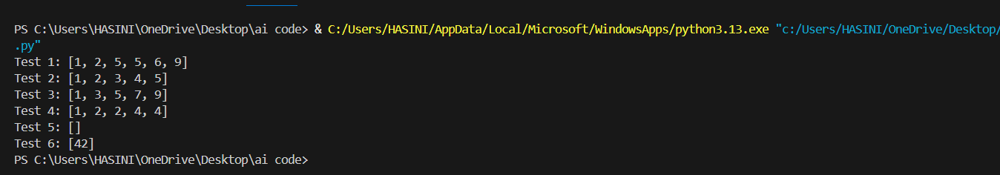 PS C:\Users\HASINI\OneDrive\Desktop\ai code> & C:/Users/HASINI/AppData/Local/Microsoft/WindowsApps/python3.13.exe "c:/Users/HASINI/OneDrive/Desktop/
.py"
Test 1: [1, 2, 5, 5, 6, 9]
Test 2: [1, 2, 3, 4, 5]
Test 3: [1, 3, 5, 7, 9]
Test 4: [1, 2, 2, 4, 4]
Test 5: []
Test 6: [42]
PS C:\Users\HASINI\OneDrive\Desktop\ai code>